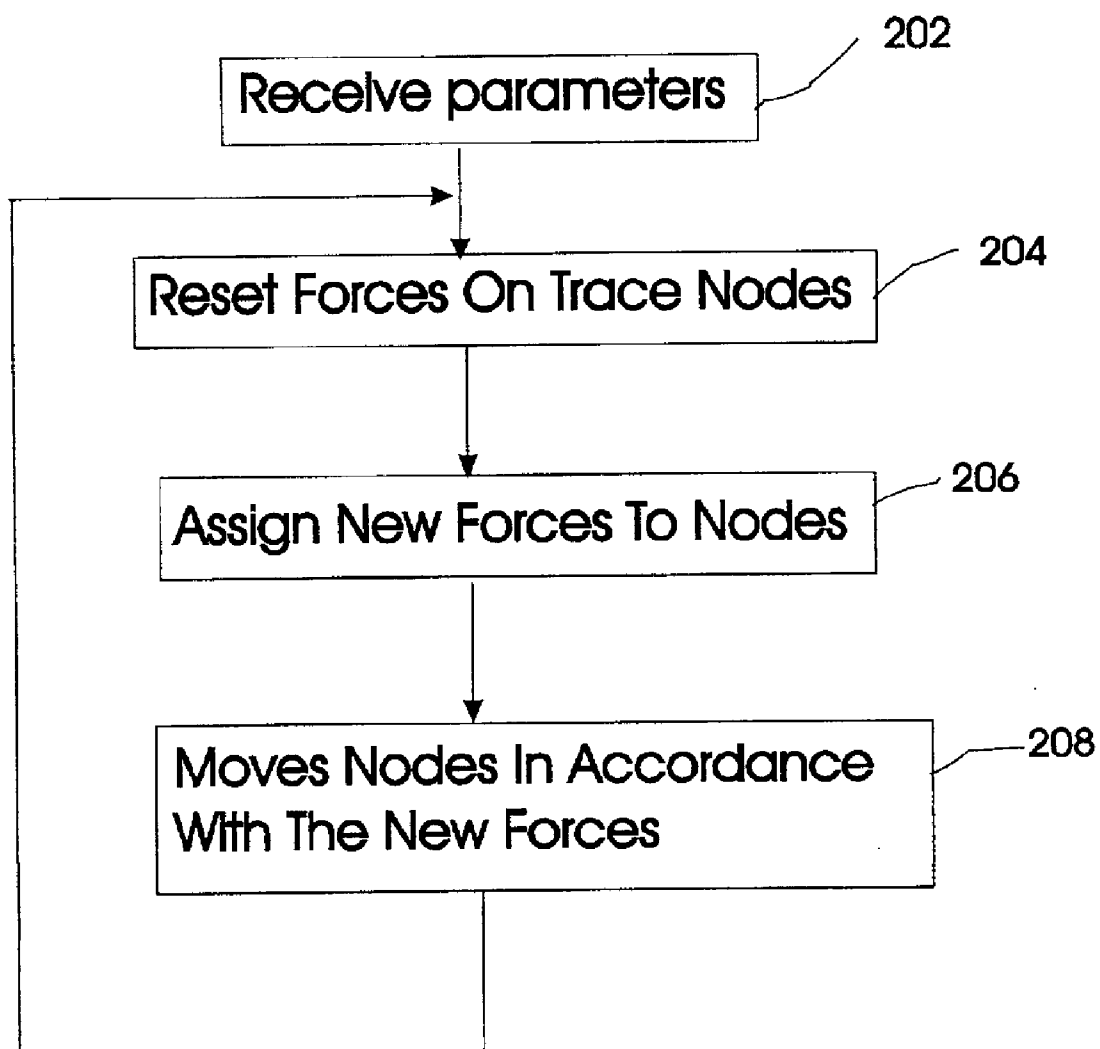 202
Receive parameters
204
Reset Forces On Trace Nodes
206
Assign New Forces To Nodes
208
Moves Nodes In Accordance
With The New Forces